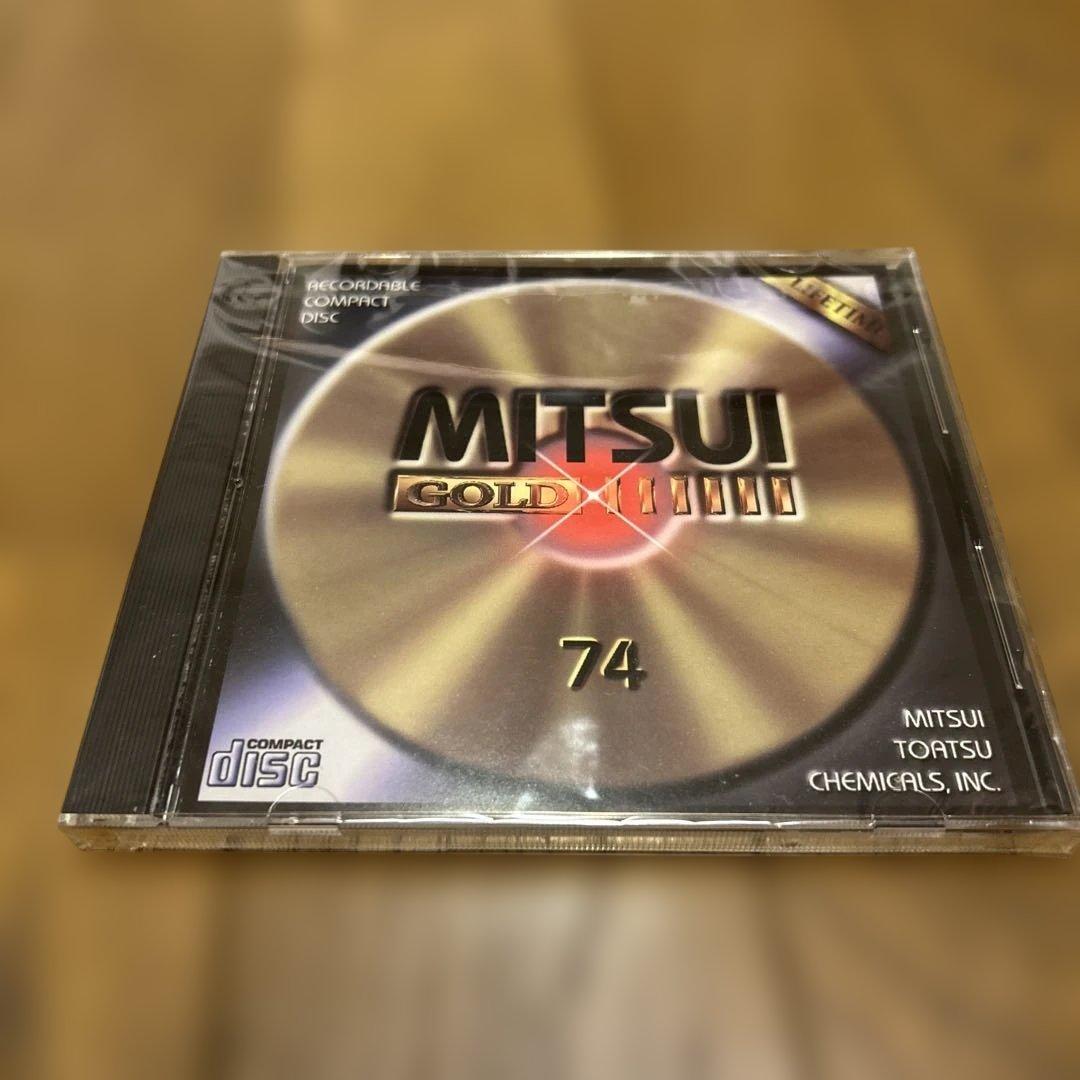 RECORDABLE
COMPACT
DISC
LIFETIME
MITSUI
GOLD
74
COMPACT
disc
MITSUI
TOATSU
CHEMICALS, INC.